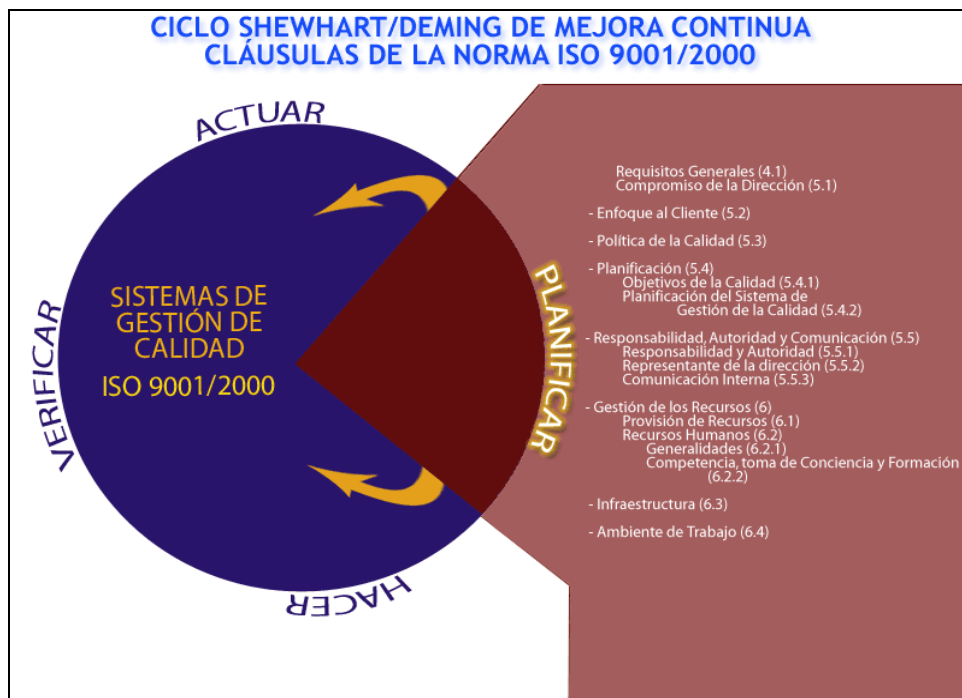 CICLO SHEWHART/DEMING DE MEJORA CONTINUA
CLÁUSULAS DE LA NORMA ISO 9001/2000
ACTUAR
VERIFICAR
SISTEMAS DE
GESTIÓN DE
CALIDAD
ISO 9001/2000
HACER
PLANIFICAR
Requisitos Generales (4.1)
Compromiso de la Dirección (5.1)
- Enfoque al Cliente (5.2)
- Política de la Calidad (5.3)
- Planificación (5.4)
Objetivos de la Calidad (5.4.1)
Planificación del Sistema de
Gestión de la Calidad (5.4.2)
- Responsabilidad, Autoridad y Comunicación (5.5)
Responsabilidad y Autoridad (5.5.1)
Representante de la dirección (5.5.2)
Comunicación Interna (5.5.3)
- Gestión de los Recursos (6)
Provisión de Recursos (6.1)
Recursos Humanos (6.2)
Generalidades (6.2.1)
Competencia, toma de Conciencia y Formación
(6.2.2)
- Infraestructura (6.3)
- Ambiente de Trabajo (6.4)